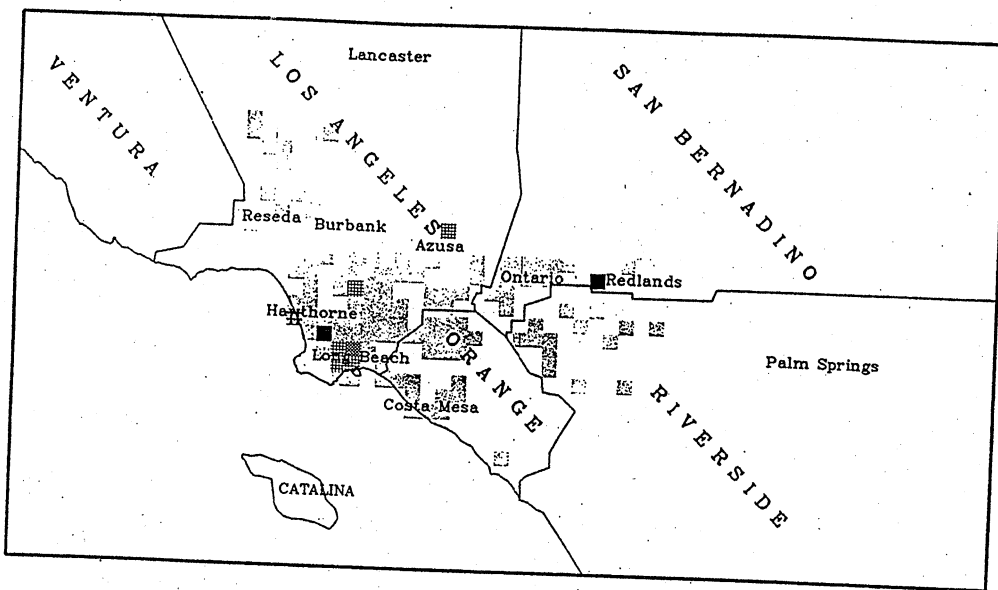 Lancaster
VENTURA
LOS ANGELES
SAN BERNADINO
Reseda
Burbank
Azusa
Ontario
Redlands
Hawthorne
Long Beach
ORANGE
Palm Springs
Costa Mesa
RIVERSIDE
CATALINA